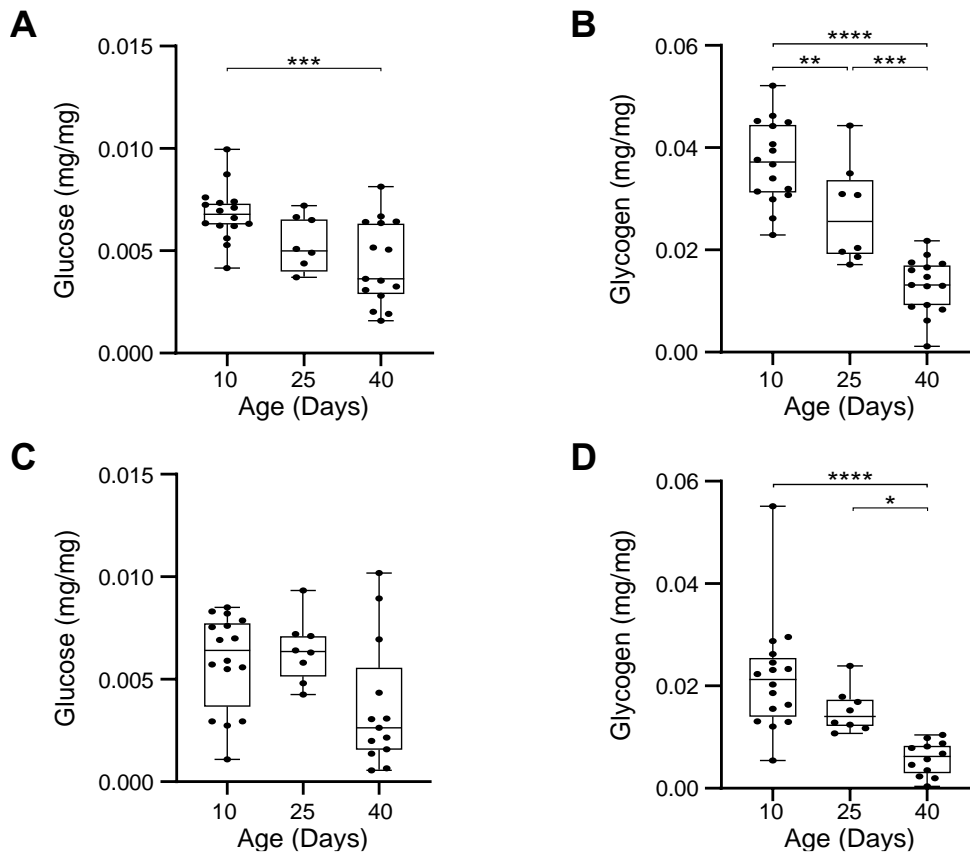 A
Glucose (mg/mg)
0.015
0.010
0.005
0.000
***
10 25 40
Age (Days)
B
Glycogen (mg/mg)
0.06
0.04
0.02
0.00
****
** ***
10 25 40
Age (Days)
C
Glucose (mg/mg)
0.015
0.010
0.005
0.000
10 25 40
Age (Days)
D
Glycogen (mg/mg)
0.06
0.04
0.02
0.00
****
*
10 25 40
Age (Days)